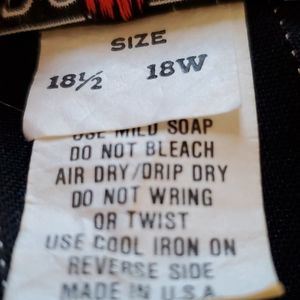 SIZE
18½ 18W
USE MILD SOAP
DO NOT BLEACH
AIR DRY/DRIP DRY
DO NOT WRING
OR TWIST
USE COOL IRON ON
REVERSE SIDE
MADE IN U.S.A.